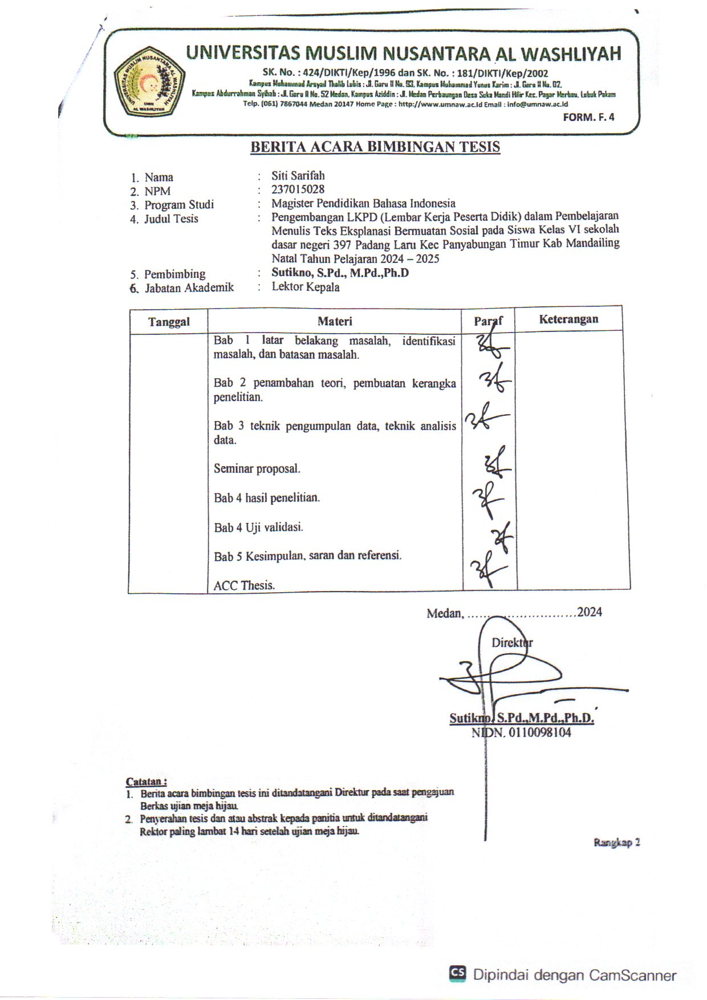 UNIVERSITAS MUSLIM NUSANTARA AL WASHLIYAH
UMN
AL WASHLIYAH
UNIVERSITAS MUSLIM NUSANTARA AL WASHLIYAH
SK. No. : 424/DIKTI/Kep/1996 dan SK. No. : 181/DIKTI/Kep/2002
Kampus Muhammad Arsyad Thalib Lubis : Jl. Garu II No. 93, Kampus Muhammad Yunus Karim : Jl. Garu II No. 02,
Kampus Abdurrahman Syihab : Jl. Garu II No. 52 Medan, Kampus Aziddin : Jl. Medan Perbaungan Desa Suka Mandi Hilir Kec. Pagar Merbau, Lubuk Pakam
Telp. (061) 7867044 Medan 20147 Home Page : http://www.umnaw.ac.id Email : info@umnaw.ac.id
FORM. F. 4
BERITA ACARA BIMBINGAN TESIS
1. Nama : Siti Sarifah
2. NPM : 237015028
3. Program Studi : Magister Pendidikan Bahasa Indonesia
4. Judul Tesis : Pengembangan LKPD (Lembar Kerja Peserta Didik) dalam Pembelajaran
Menulis Teks Eksplanasi Bermuatan Sosial pada Siswa Kelas VI sekolah
dasar negeri 397 Padang Laru Kec Panyabungan Timur Kab Mandailing
Natal Tahun Pelajaran 2024 – 2025
5. Pembimbing : Sutikno, S.Pd., M.Pd.,Ph.D
6. Jabatan Akademik : Lektor Kepala
Tanggal Materi Paraf Keterangan
Bab 1 latar belakang masalah, identifikasi
masalah, dan batasan masalah.
Bab 2 penambahan teori, pembuatan kerangka
penelitian.
Bab 3 teknik pengumpulan data, teknik analisis
data.
Seminar proposal.
Bab 4 hasil penelitian.
Bab 4 Uji validasi.
Bab 5 Kesimpulan, saran dan referensi.
ACC Thesis.
Medan, ..............................2024
Direktur
Sutikno, S.Pd.,M.Pd.,Ph.D.
NIDN. 0110098104
Catatan :
1. Berita acara bimbingan tesis ini ditandatangani Direktur pada saat pengajuan
Berkas ujian meja hijau.
2. Penyerahan tesis dan atau abstrak kepada panitia untuk ditandatangani
Rektor paling lambat 14 hari setelah ujian meja hijau.
Rangkap 2
CS Dipindai dengan CamScanner